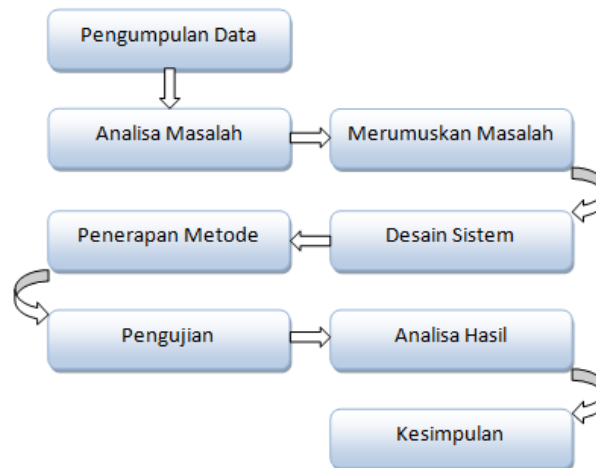 Pengumpulan Data
Analisa Masalah
Merumuskan Masalah
Desain Sistem
Penerapan Metode
Pengujian
Analisa Hasil
Kesimpulan